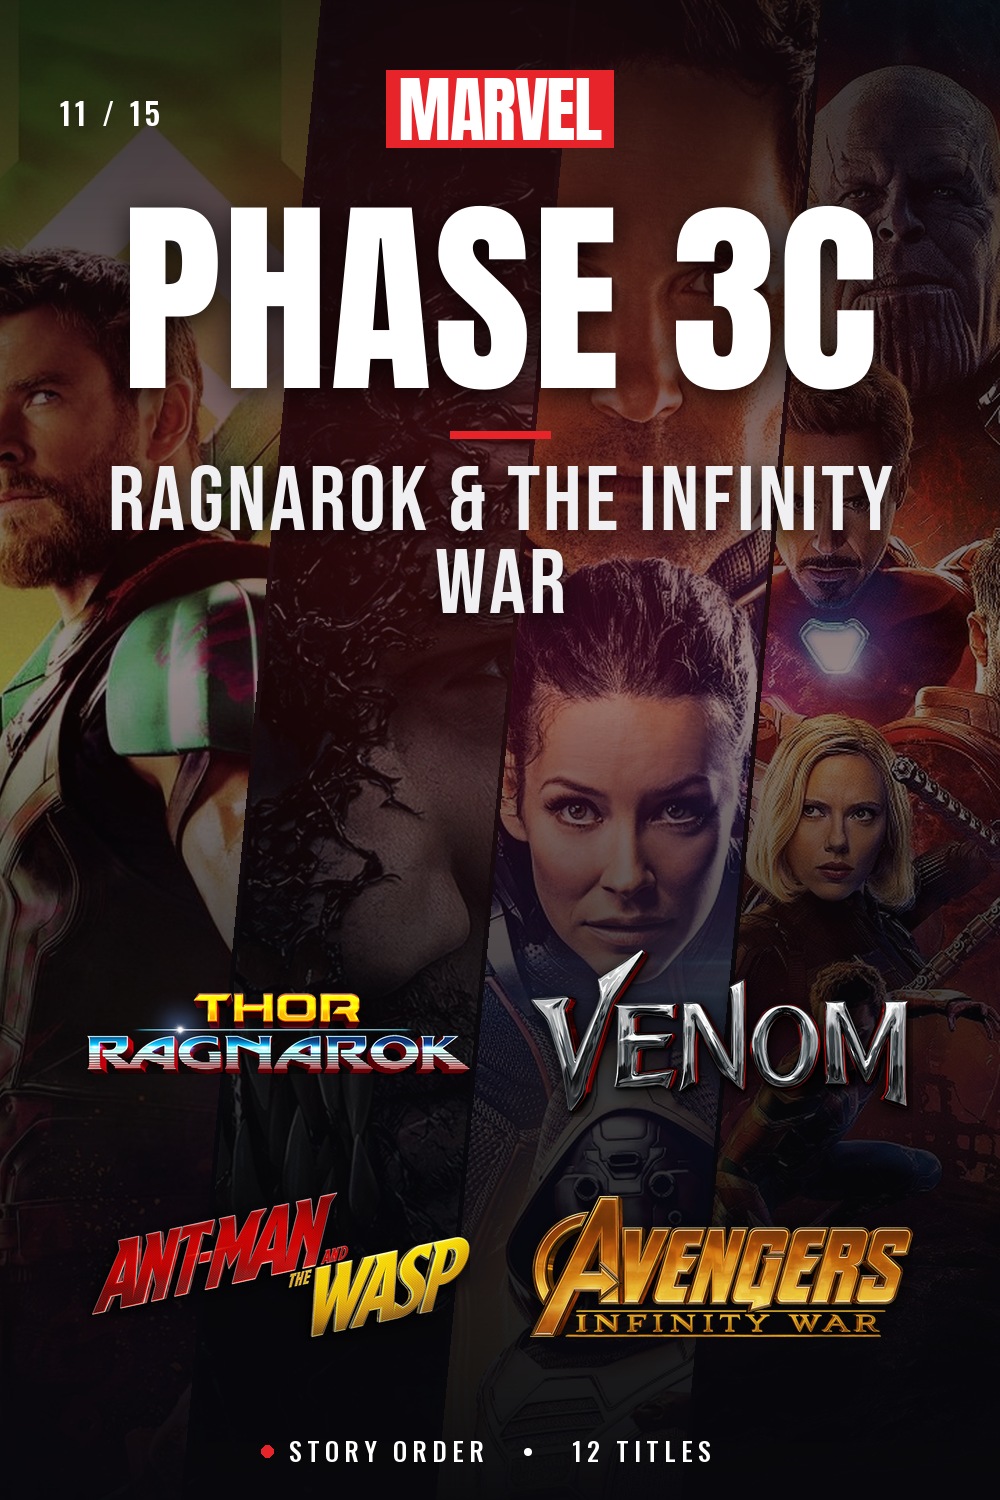 11 / 15
MARVEL
PHASE 3C
RAGNAROK & THE INFINITY
WAR
THOR
RAGNAROK
VENOM
ANT-MAN AND
THE WASP
AVENGERS
INFINITY WAR
STORY ORDER • 12 TITLES